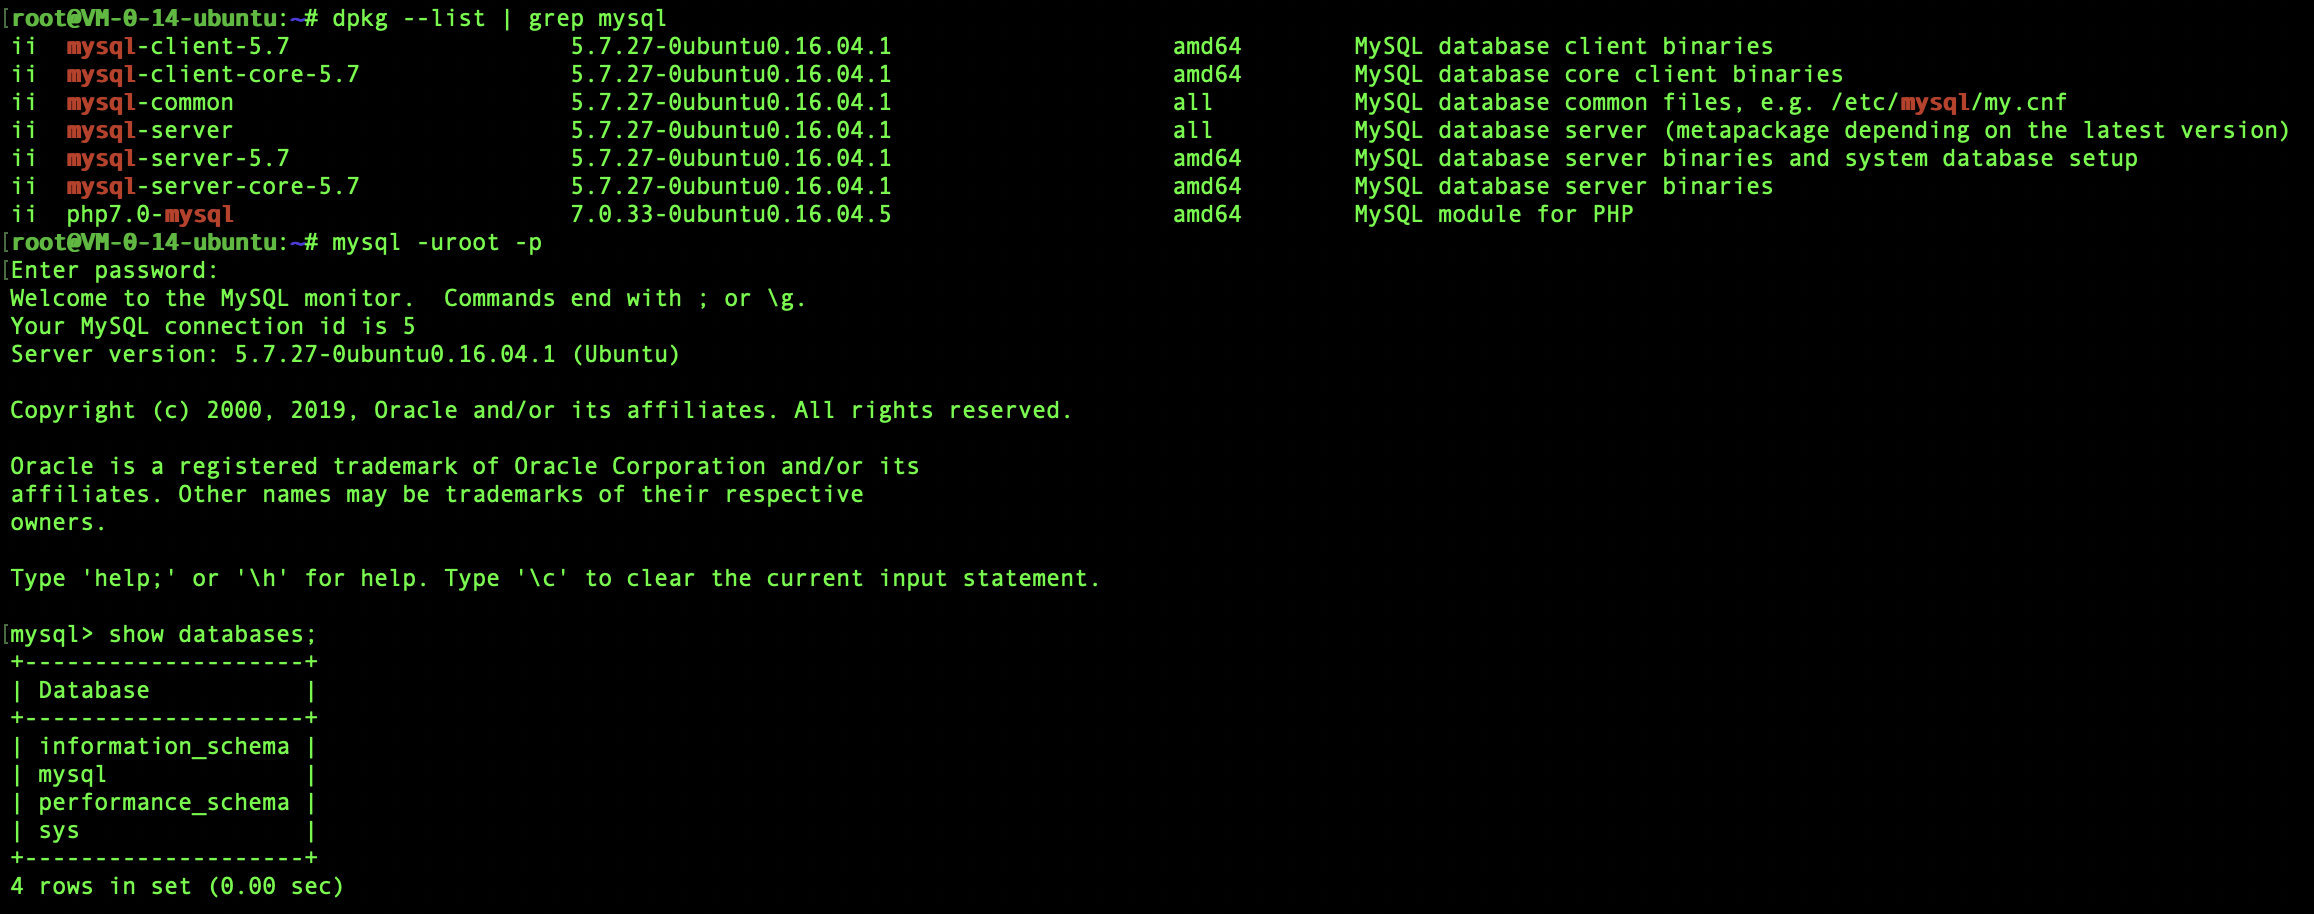 [root@VM-0-14-ubuntu:~# dpkg --list | grep mysql
ii  mysql-client-5.7                    5.7.27-0ubuntu0.16.04.1                    amd64        MySQL database client binaries
ii  mysql-client-core-5.7               5.7.27-0ubuntu0.16.04.1                    amd64        MySQL database core client binaries
ii  mysql-common                        5.7.27-0ubuntu0.16.04.1                    all          MySQL database common files, e.g. /etc/mysql/my.cnf
ii  mysql-server                        5.7.27-0ubuntu0.16.04.1                    all          MySQL database server (metapackage depending on the latest version)
ii  mysql-server-5.7                    5.7.27-0ubuntu0.16.04.1                    amd64        MySQL database server binaries and system database setup
ii  mysql-server-core-5.7               5.7.27-0ubuntu0.16.04.1                    amd64        MySQL database server binaries
ii  php7.0-mysql                        7.0.33-0ubuntu0.16.04.5                    amd64        MySQL module for PHP
[root@VM-0-14-ubuntu:~# mysql -uroot -p
[Enter password:
Welcome to the MySQL monitor.  Commands end with ; or \g.
Your MySQL connection id is 5
Server version: 5.7.27-0ubuntu0.16.04.1 (Ubuntu)
Copyright (c) 2000, 2019, Oracle and/or its affiliates. All rights reserved.
Oracle is a registered trademark of Oracle Corporation and/or its
affiliates. Other names may be trademarks of their respective
owners.
Type 'help;' or '\h' for help. Type '\c' to clear the current input statement.
[mysql> show databases;
+--------------------+
| Database           |
+--------------------+
| information_schema |
| mysql              |
| performance_schema |
| sys                |
+--------------------+
4 rows in set (0.00 sec)